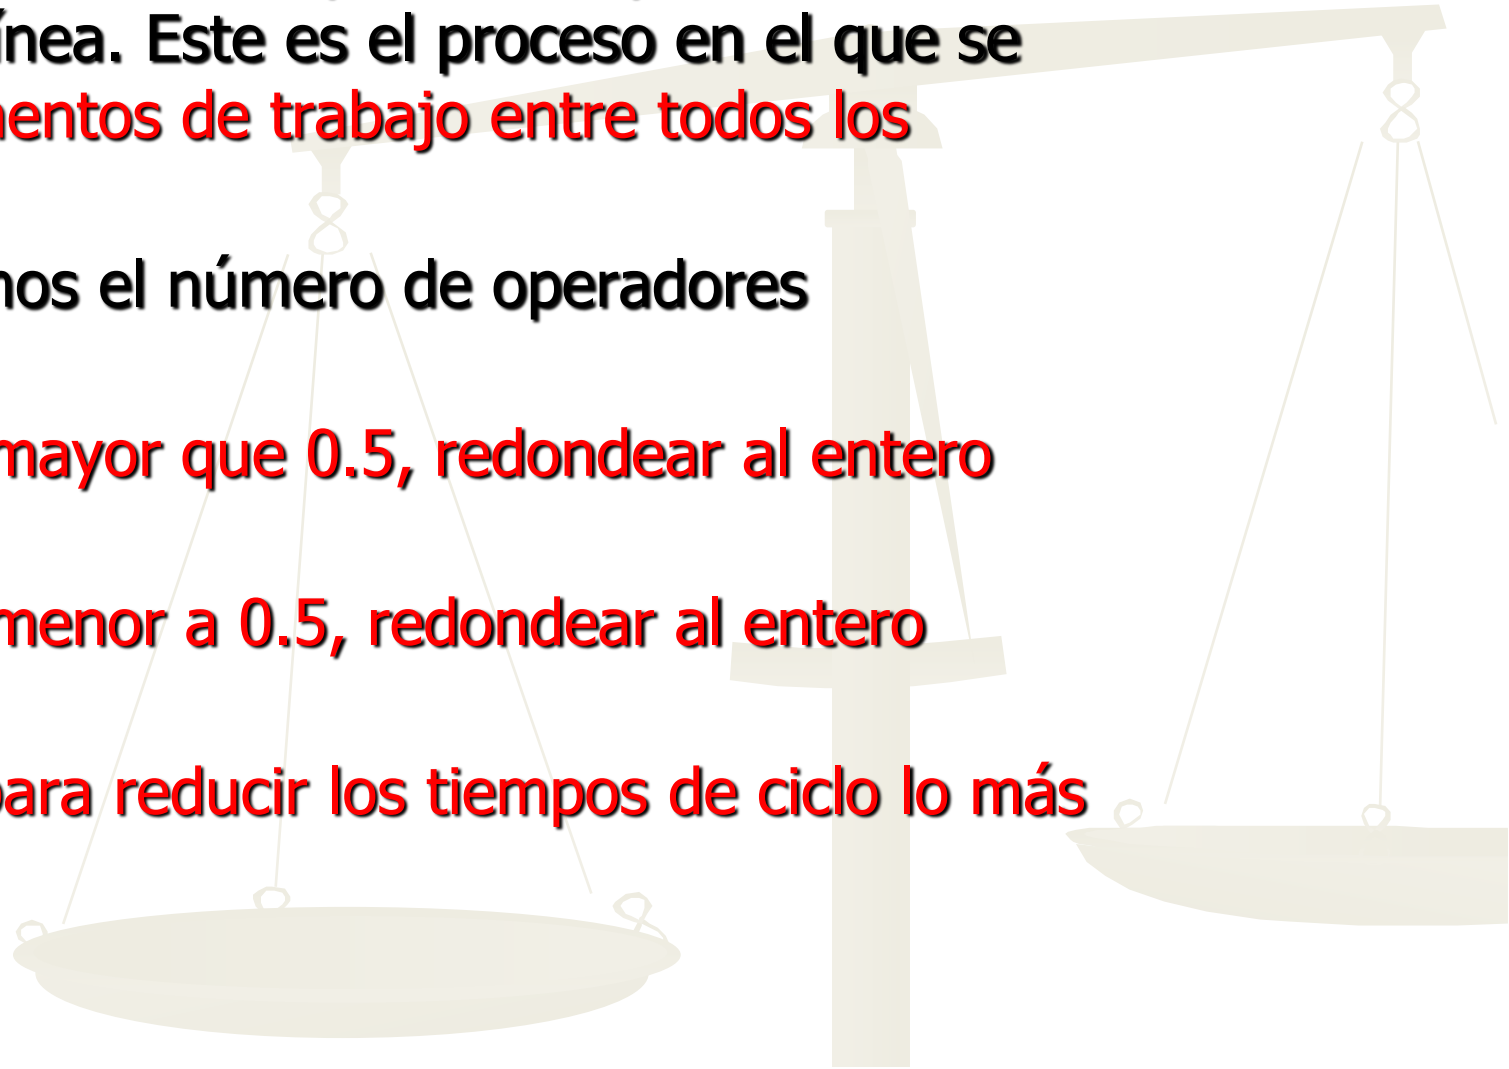 ínea. Este es el proceso en el que se
entos de trabajo entre todos los
nos el número de operadores
mayor que 0.5, redondear al entero
menor a 0.5, redondear al entero
para reducir los tiempos de ciclo lo más